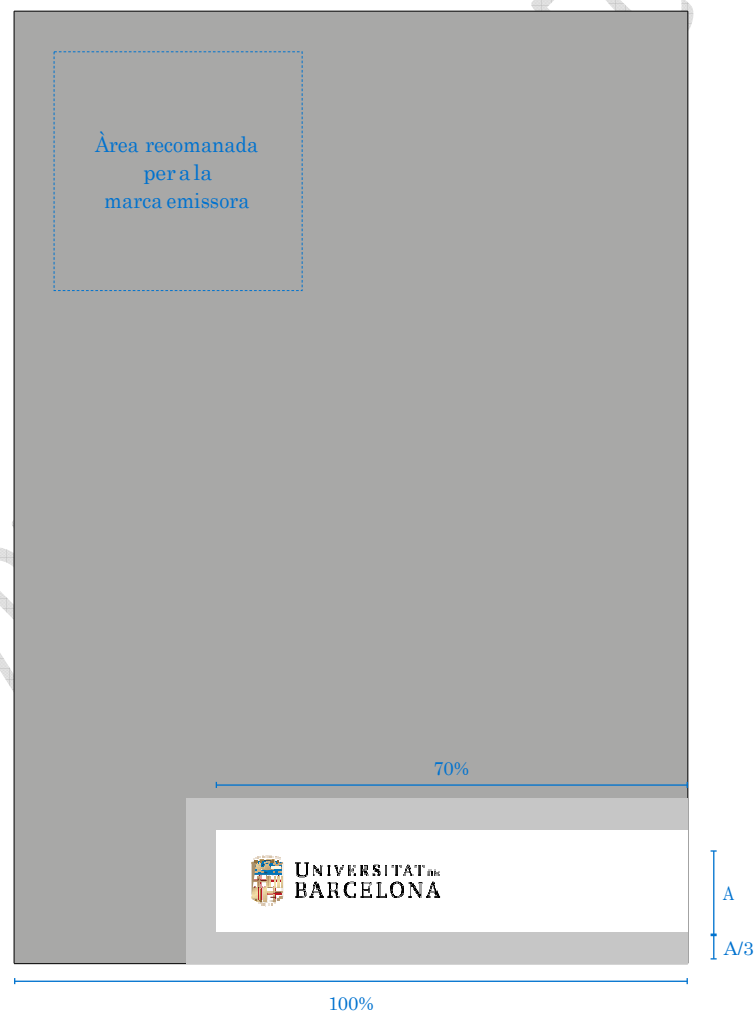 Àrea recomanada
per a la
marca emissora
70%
UNIVERSITAT DE
BARCELONA
A
A/3
100%